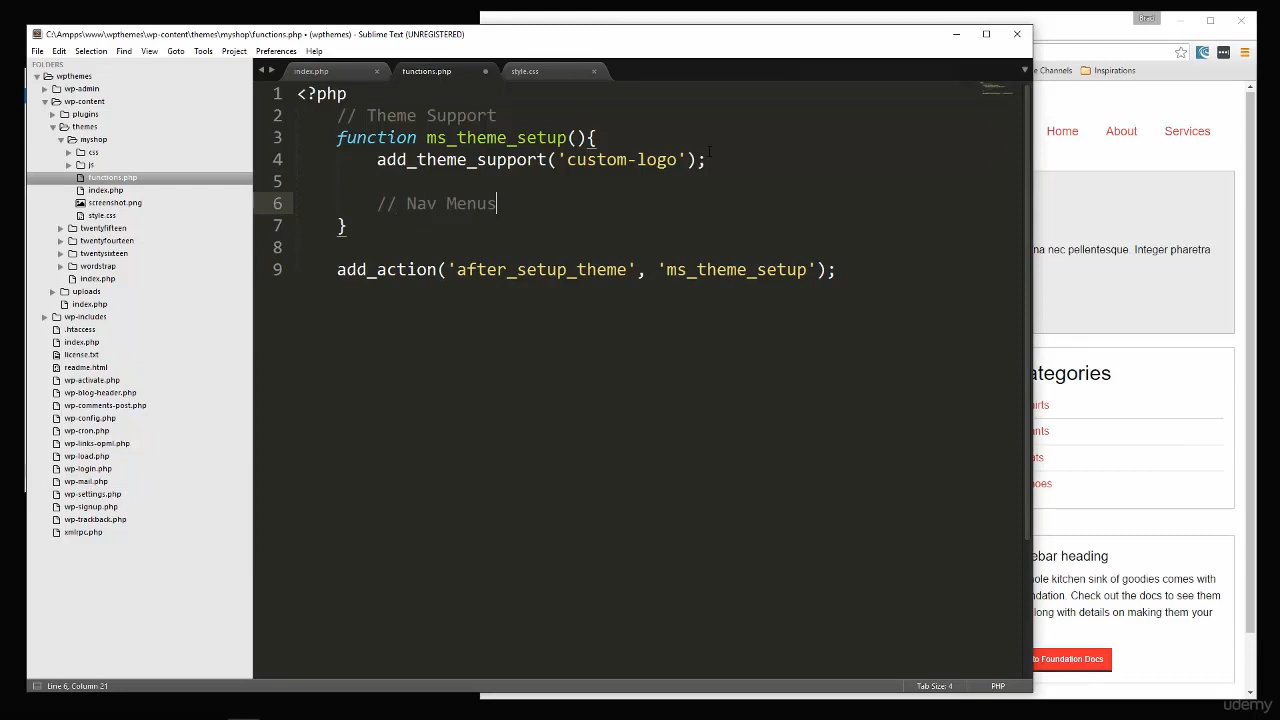 Brad
C:\Ampps\www\wpthemes\wp-content\themes\myshop\functions.php • (wpthemes) - Sublime Text (UNREGISTERED)
File Edit Selection Find View Goto Tools Project Preferences Help
e Channels Inspirations
FOLDERS
wpthemes
wp-admin
wp-content
plugins
themes
myshop
css
js
functions.php
index.php
screenshot.png
style.css
twentyfifteen
twentyfourteen
twentysixteen
wordstrap
index.php
uploads
index.php
wp-includes
.htaccess
index.php
license.txt
readme.html
wp-activate.php
wp-blog-header.php
wp-comments-post.php
wp-config.php
wp-cron.php
wp-links-opml.php
wp-load.php
wp-login.php
wp-mail.php
wp-settings.php
wp-signup.php
wp-trackback.php
xmlrpc.php
index.php × functions.php • style.css ×
1 <?php
2 // Theme Support
3 function ms_theme_setup(){
4 add_theme_support('custom-logo');
5
6 // Nav Menus
7 }
8
9 add_action('after_setup_theme', 'ms_theme_setup');
Home About Services
na nec pellentesque. Integer pharetra
ategories
irts
ants
ats
oes
ebar heading
ole kitchen sink of goodies comes with
ndation. Check out the docs to see them
long with details on making them your
to Foundation Docs
Line 6, Column 21 Tab Size: 4 PHP
udemy